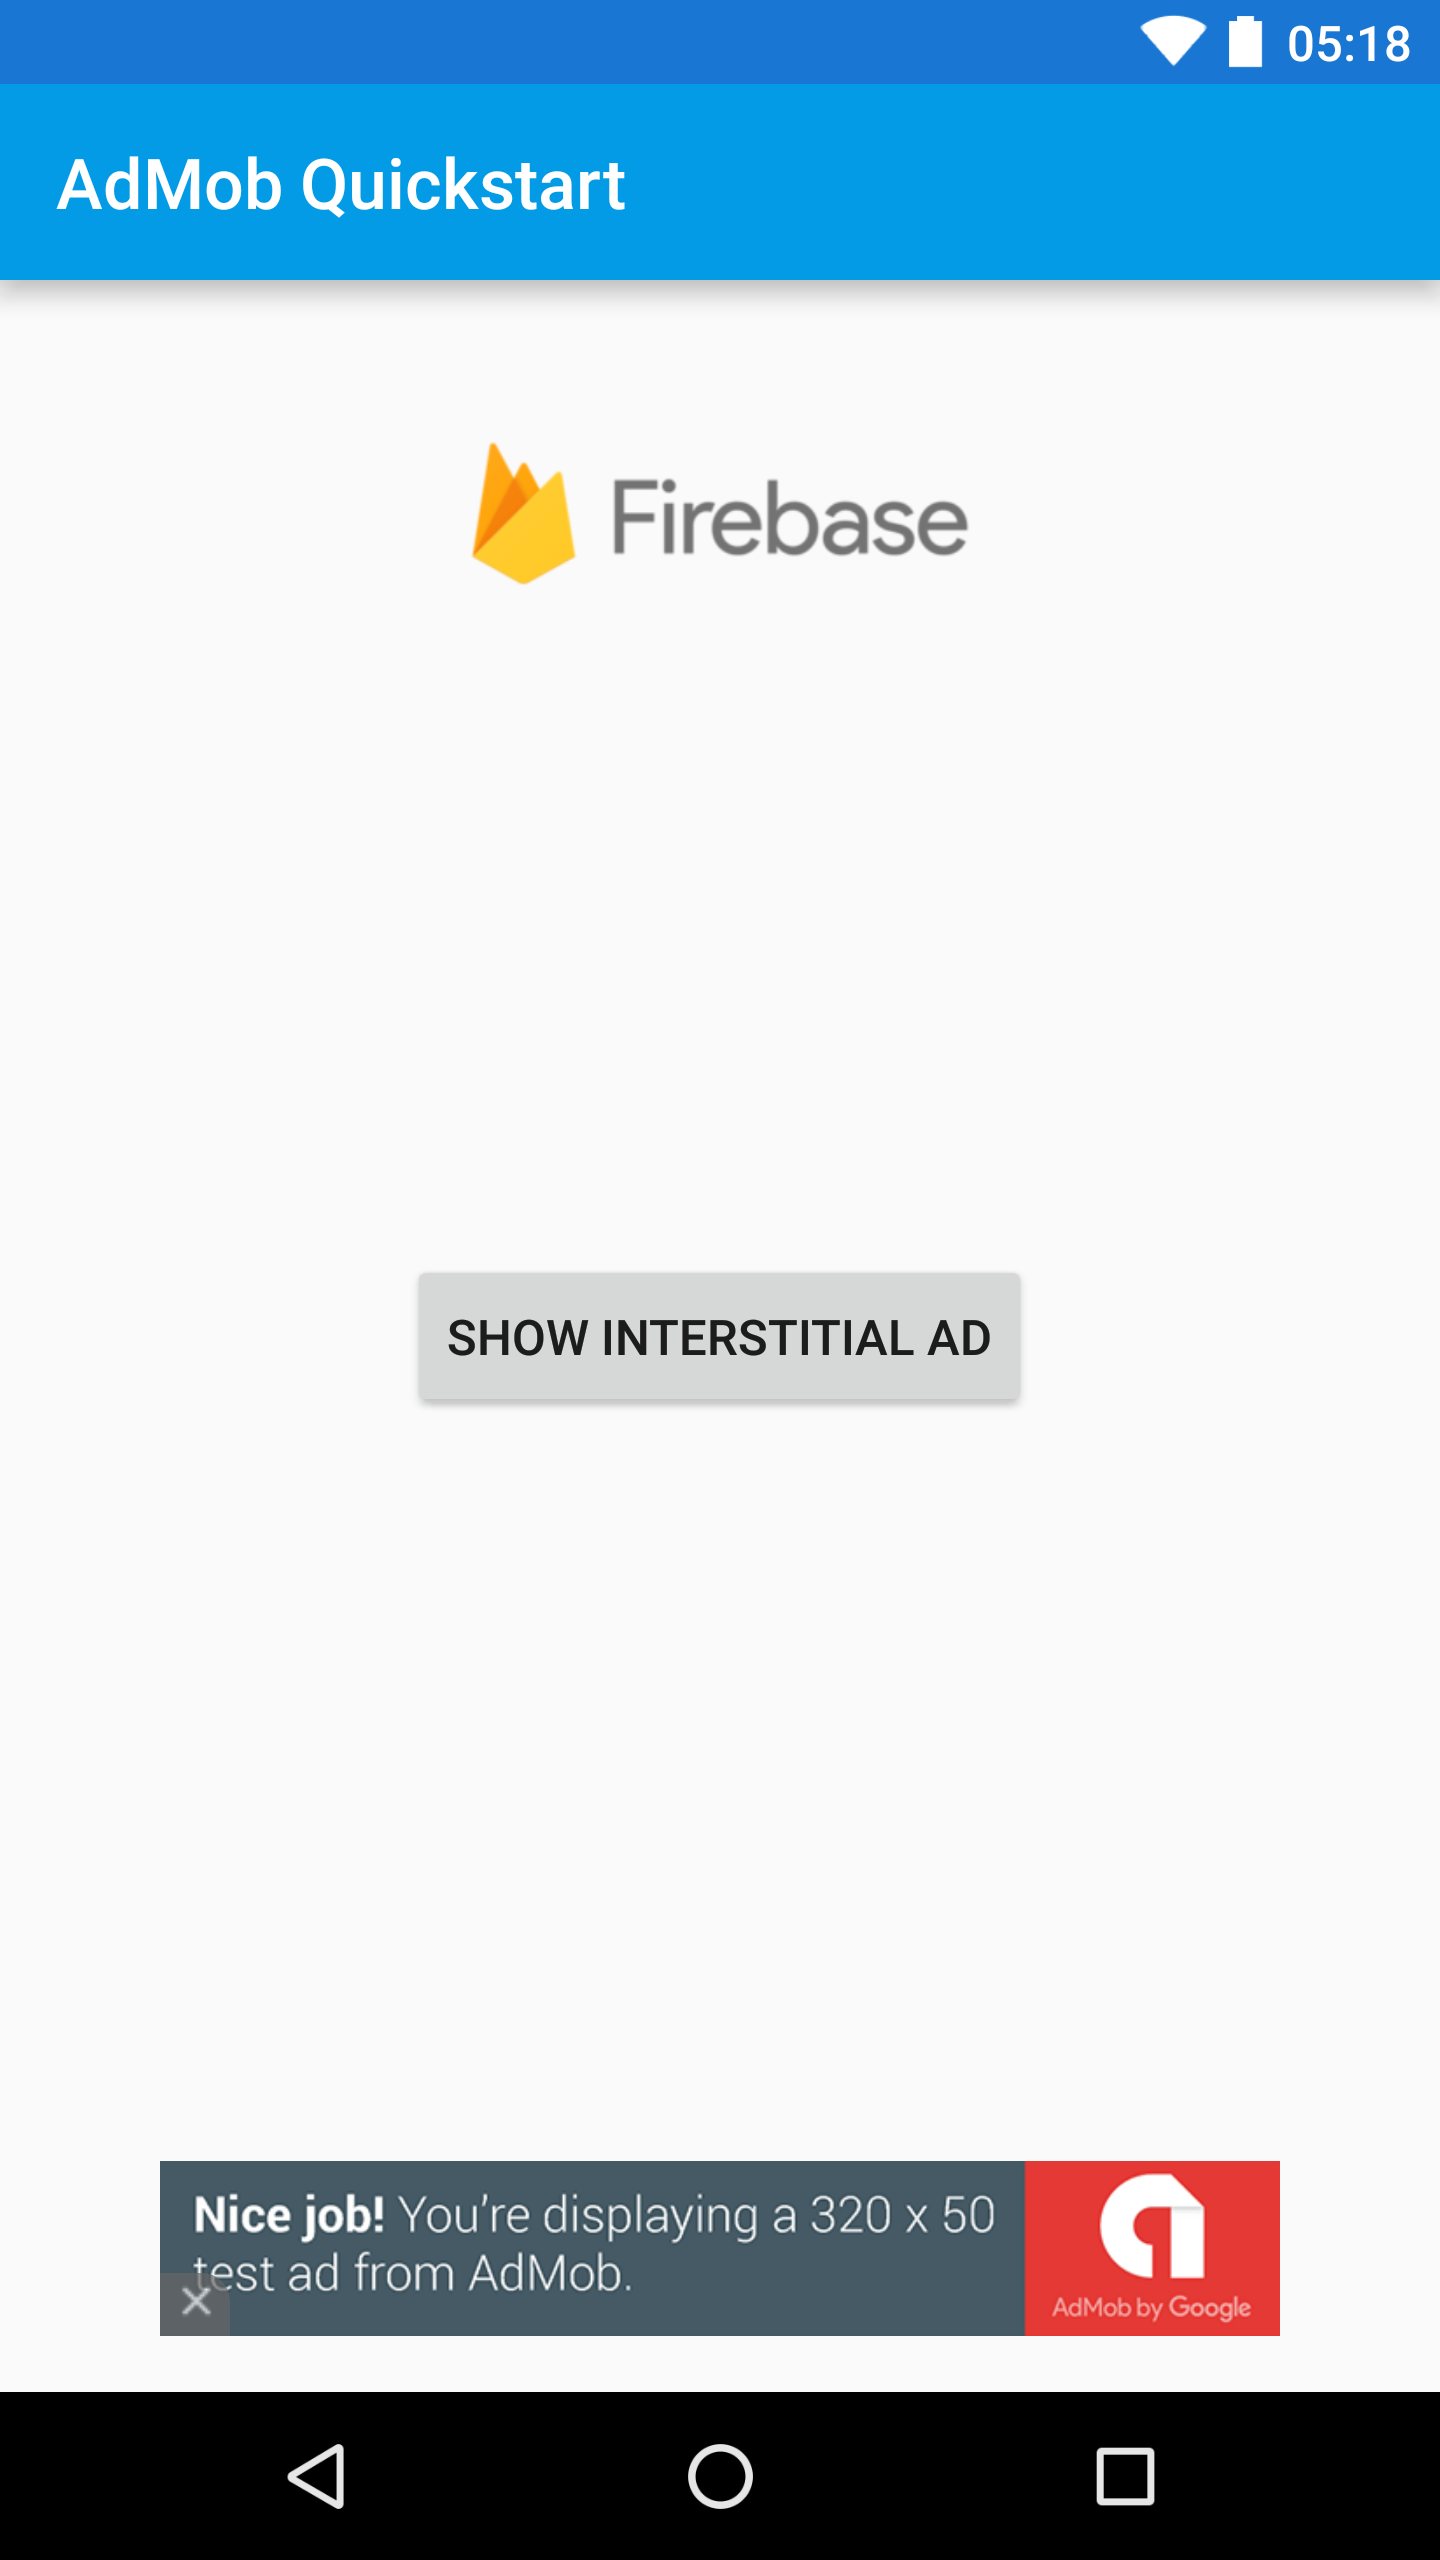 05:18
AdMob Quickstart
Firebase
SHOW INTERSTITIAL AD
Nice job! You're displaying a 320 x 50
test ad from AdMob.
AdMob by Google